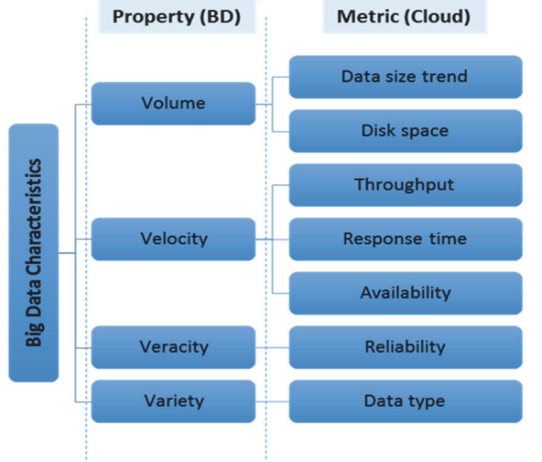 Property (BD)
Metric (Cloud)
Big Data Characteristics
Volume
Data size trend
Disk space
Velocity
Throughput
Response time
Availability
Veracity
Reliability
Variety
Data type